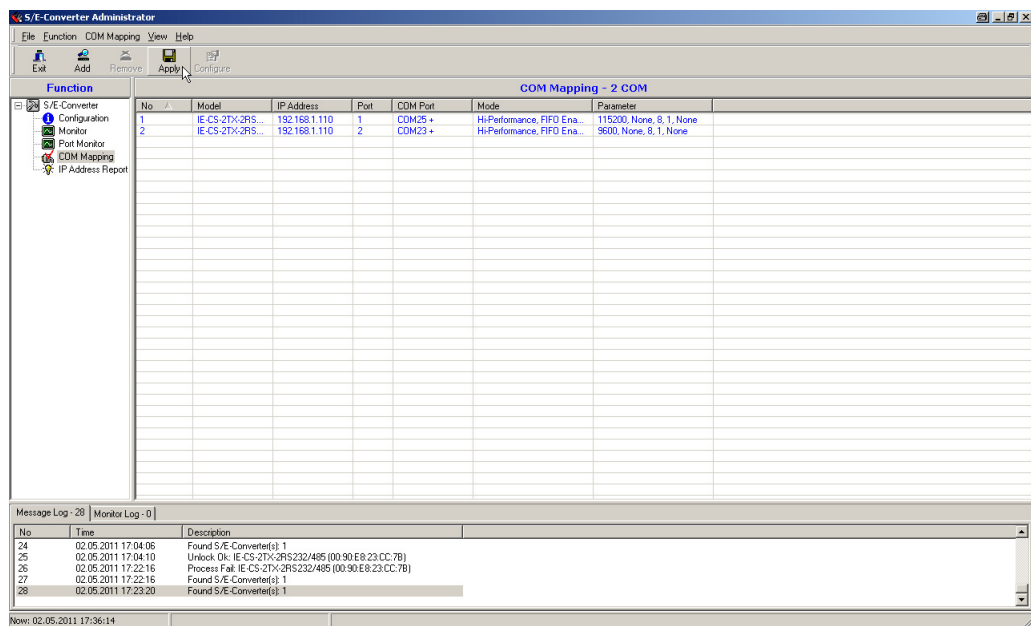 S/E-Converter Administrator
File Function COM Mapping View Help
Exit Add Remove Apply Configure
Function
COM Mapping - 2 COM
S/E-Converter
Configuration
Monitor
Port Monitor
COM Mapping
IP Address Report
No Model IP Address Port COM Port Mode Parameter
1 IE-CS-2TX-2RS... 192.168.1.110 1 COM25 + Hi-Performance, FIFO Ena... 115200, None, 8, 1, None
2 IE-CS-2TX-2RS... 192.168.1.110 2 COM23 + Hi-Performance, FIFO Ena... 9600, None, 8, 1, None
Message Log - 28 Monitor Log - 0
No Time Description
24 02.05.2011 17:04:06 Found S/E-Converter(s): 1
25 02.05.2011 17:04:10 Unlock Ok: IE-CS-2TX-2RS232/485 (00:90:E8:23:CC:7B)
26 02.05.2011 17:22:16 Process Fail: IE-CS-2TX-2RS232/485 (00:90:E8:23:CC:7B)
27 02.05.2011 17:22:16 Found S/E-Converter(s): 1
28 02.05.2011 17:23:20 Found S/E-Converter(s): 1
Now: 02.05.2011 17:36:14